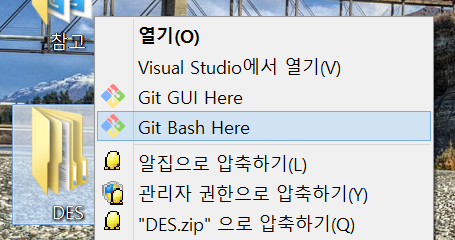 참고
열기(O)
Visual Studio에서 열기(V)
Git GUI Here
Git Bash Here
DES
알집으로 압축하기(L)
관리자 권한으로 압축하기(Y)
"DES.zip" 으로 압축하기(Q)